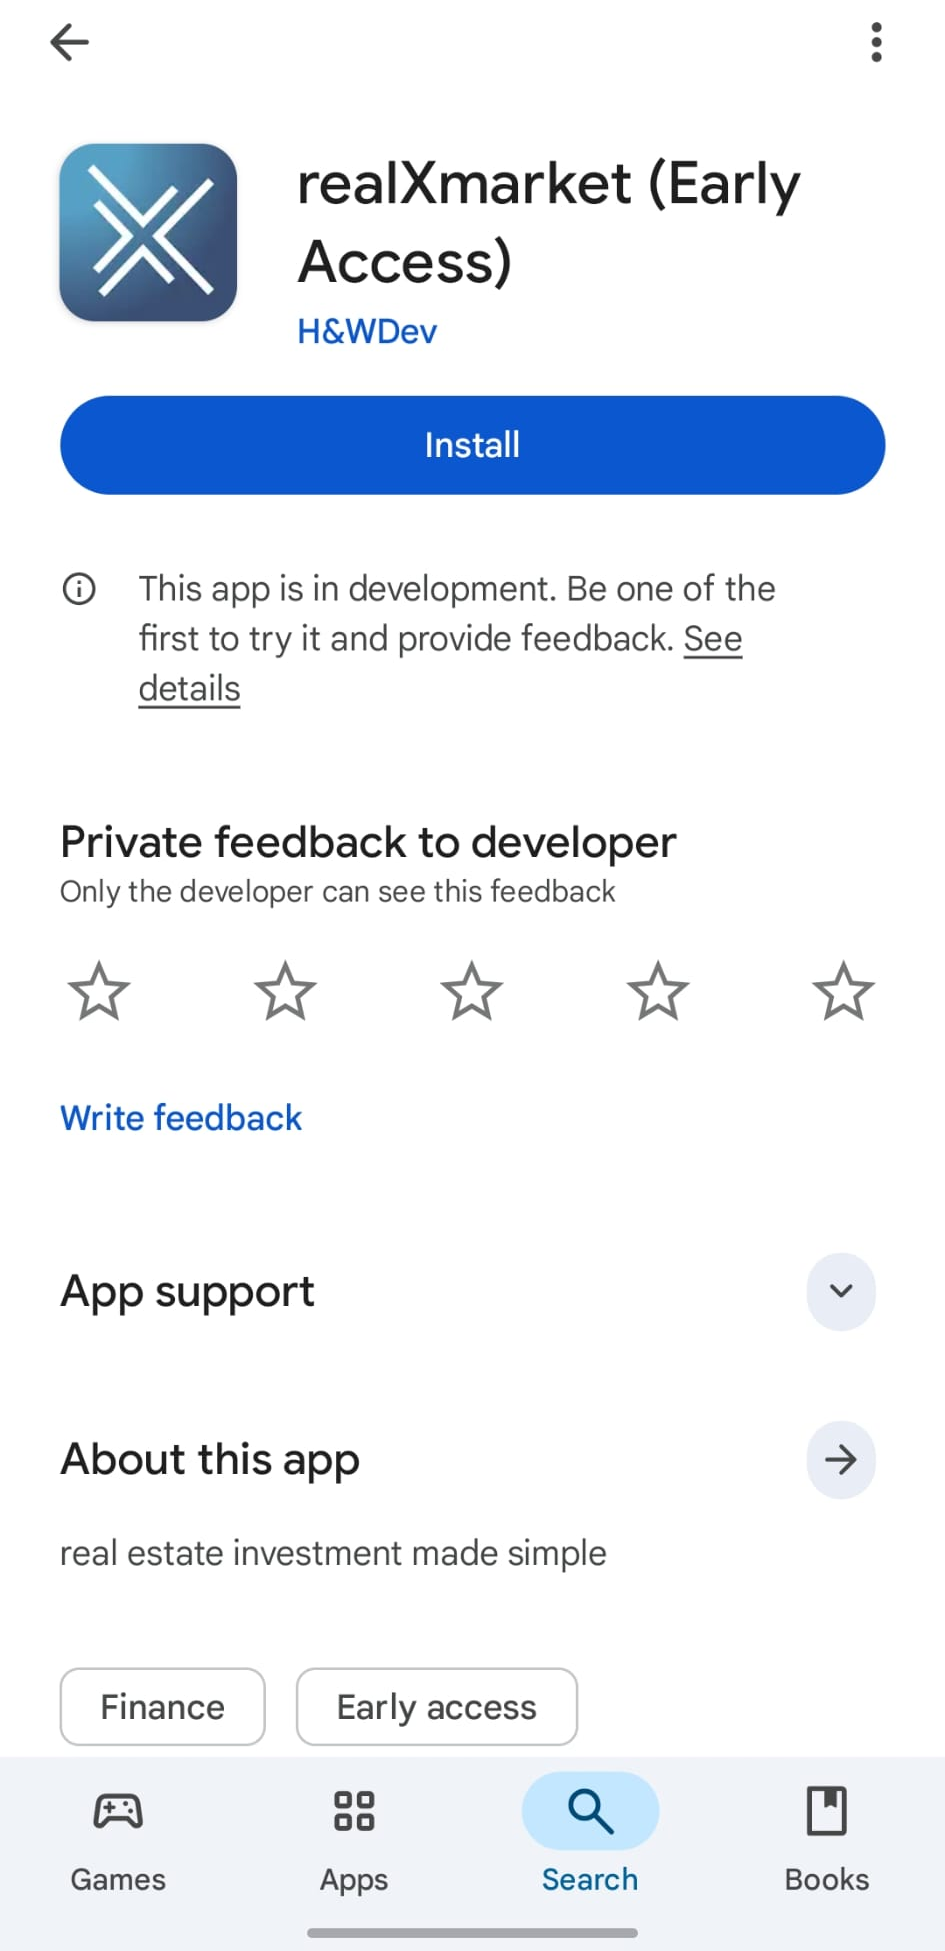 realXmarket (Early
Access)
H&WDev
Install
This app is in development. Be one of the
first to try it and provide feedback. See
details
Private feedback to developer
Only the developer can see this feedback
Write feedback
App support
About this app
real estate investment made simple
Finance
Early access
Games
Apps
Search
Books